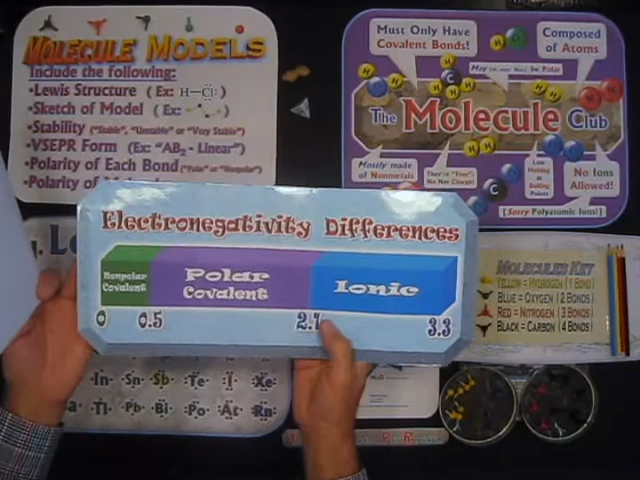 Molecule Models
Include the following:
•Lewis Structure ( Ex: H—Cl: )
•Sketch of Model ( Ex:
•Stability ("Stable", "Unstable" or "Very Stable")
•VSEPR Form ( Ex: "AB2 - Linear")
•Polarity of Each Bond ("Polar" or "Nonpolar")
•Polarity of
Must Only Have
Covalent Bonds!
Composed
of Atoms
May (or may Not) be Polar
The Molecule Club
Mostly made
of Nonmetals
They're "Free"
No Net Charge!
Low
Melting
& Boiling
Points
No Ions
Allowed!
[Sorry Polyatomic Ions!]
H H H H H H H H H
C
C
Electronegativity Differences
Nonpolar
Covalent
Polar
Covalent
Ionic
0 0.5 2.1 3.3
Molecules Key
Yellow = Hydrogen (1 Bond)
Blue = Oxygen (2 Bonds)
Red = Nitrogen (3 Bonds)
Black = Carbon (4 Bonds)
Le
In Sn Sb Te I Xe
Tl Pb Bi Po At Rn